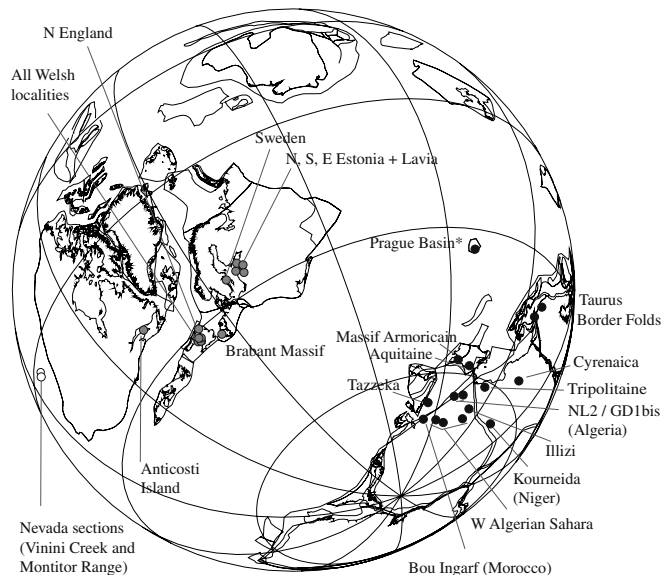 N England
All Welsh
localities
Sweden
N, S, E Estonia + Lavia
Prague Basin*
Taurus
Border Folds
Massif Armoricain
Aquitaine
Brabant Massif
Cyrenaica
Tazzeka
Tripolitaine
NL2 / GD1bis
(Algeria)
Illizi
Anticosti
Island
Kourneida
(Niger)
Nevada sections
(Vinini Creek and
Montitor Range)
W Algerian Sahara
Bou Ingarf (Morocco)